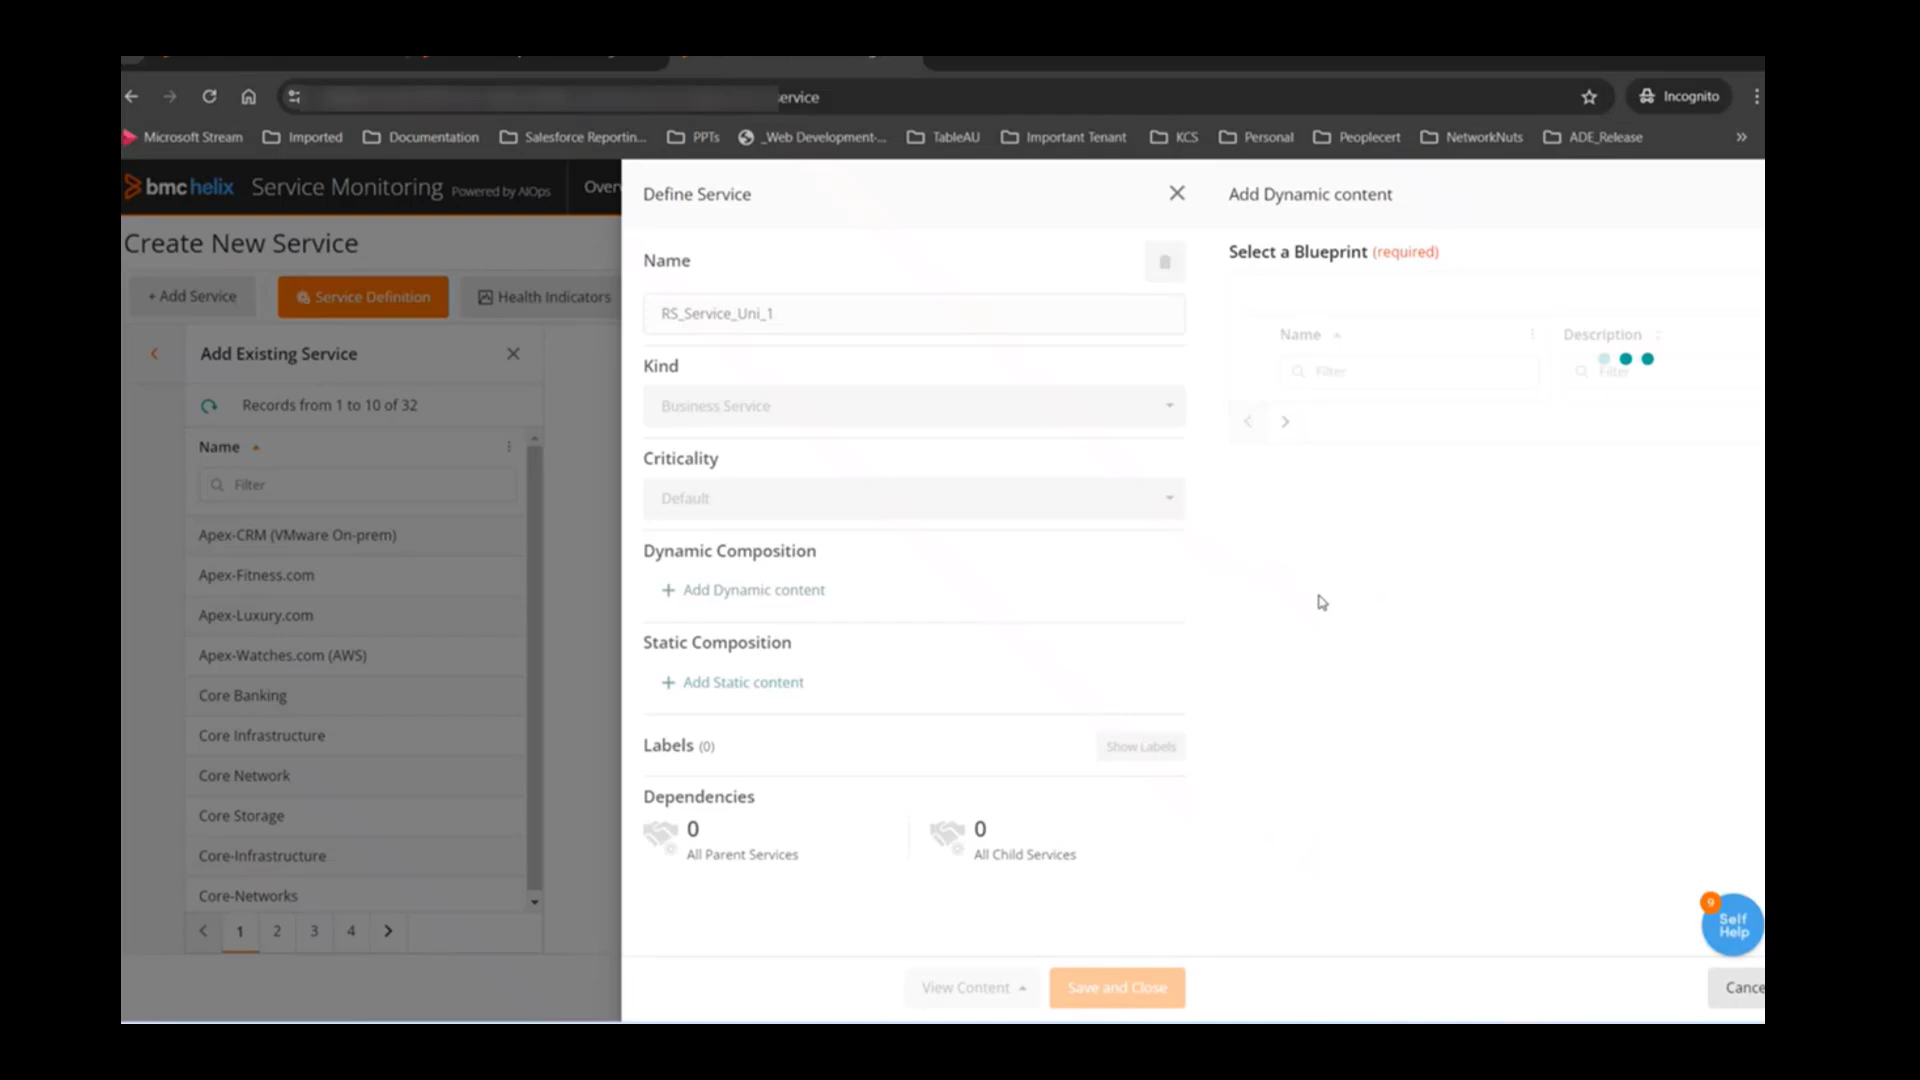 ervice
Incognito
Microsoft Stream
Imported
Documentation
Salesforce Reportin...
PPTs
_Web Development-...
TableAU
Important Tenant
KCS
Personal
Peoplecert
NetworkNuts
ADE_Release
»
bmc helix Service Monitoring Powered by AIOps
Over
Create New Service
+ Add Service
Service Definition
Health Indicators
Add Existing Service
Records from 1 to 10 of 32
Name
Filter
Apex-CRM (VMware On-prem)
Apex-Fitness.com
Apex-Luxury.com
Apex-Watches.com (AWS)
Core Banking
Core Infrastructure
Core Network
Core Storage
Core-Infrastructure
Core-Networks
1 2 3 4
Define Service
Name
RS_Service_Uni_1
Kind
Business Service
Criticality
Default
Dynamic Composition
+ Add Dynamic content
Static Composition
+ Add Static content
Labels (0)
Show Labels
Dependencies
0
All Parent Services
0
All Child Services
View Content
Save and Close
Add Dynamic content
Select a Blueprint (required)
Name
Description
Filter
Filter
9
Self
Help
Cance